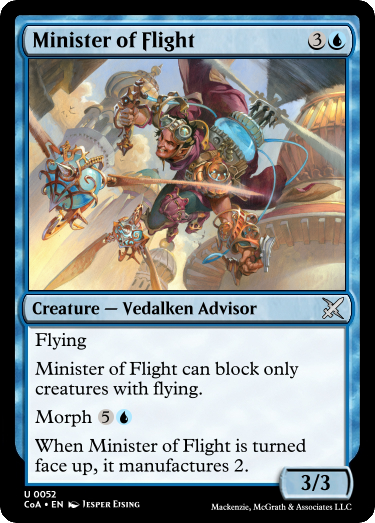 Minister of Flight 3
Creature — Vedalken Advisor
Flying
Minister of Flight can block only
creatures with flying.
Morph 5
When Minister of Flight is turned
face up, it manufactures 2.
3/3
U 0052
CoA • EN Jesper Eising
Mackenzie, McGrath & Associates LLC